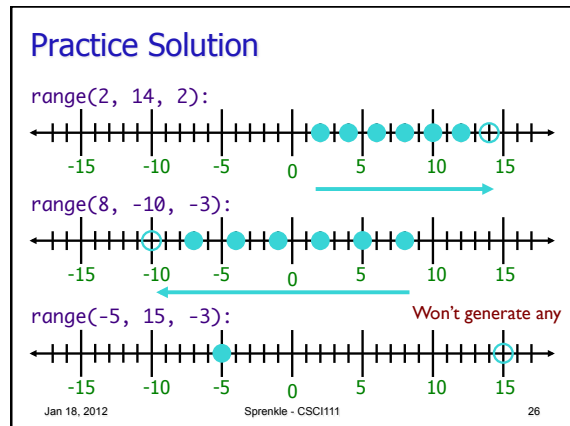 Practice Solution
range(2, 14, 2):
-15 -10 -5 0 5 10 15
range(8, -10, -3):
-15 -10 -5 0 5 10 15
range(-5, 15, -3):
Won't generate any
-15 -10 -5 0 5 10 15
Jan 18, 2012 Sprenkle - CSCI111 26